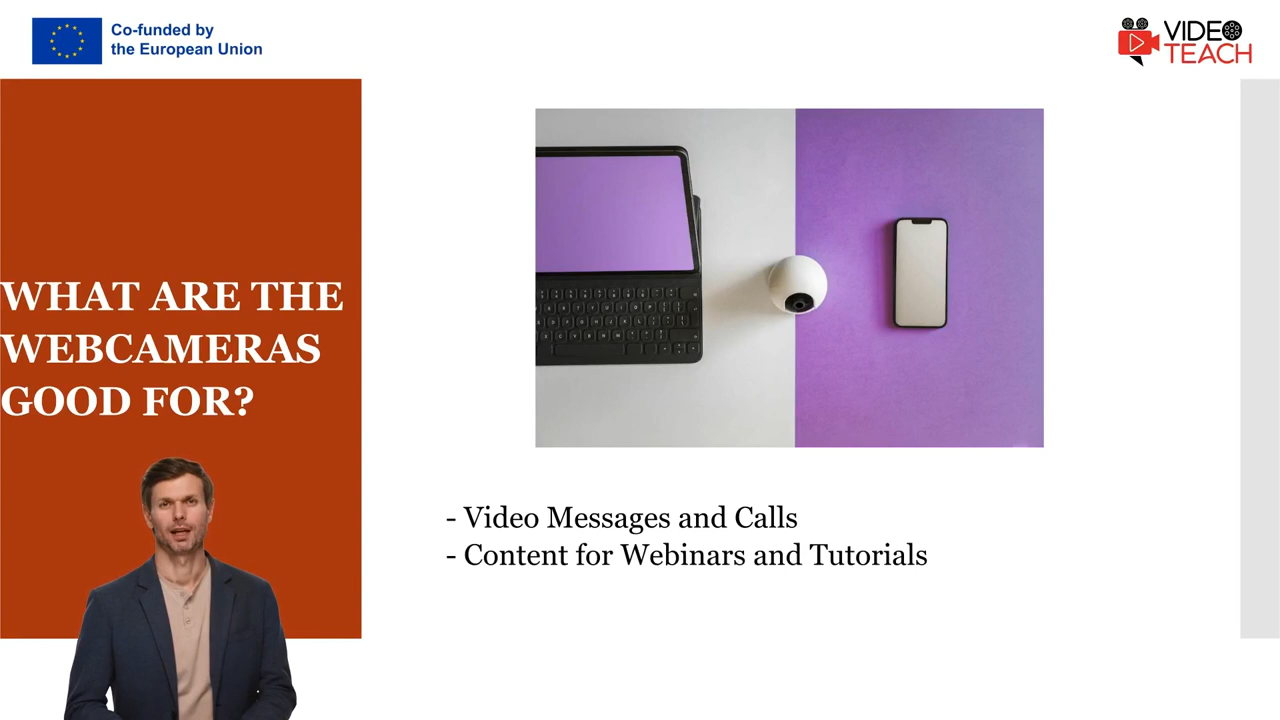 Co-funded by
the European Union
VIDEO
TEACH
WHAT ARE THE
WEBCAMERAS
GOOD FOR?
- Video Messages and Calls
- Content for Webinars and Tutorials